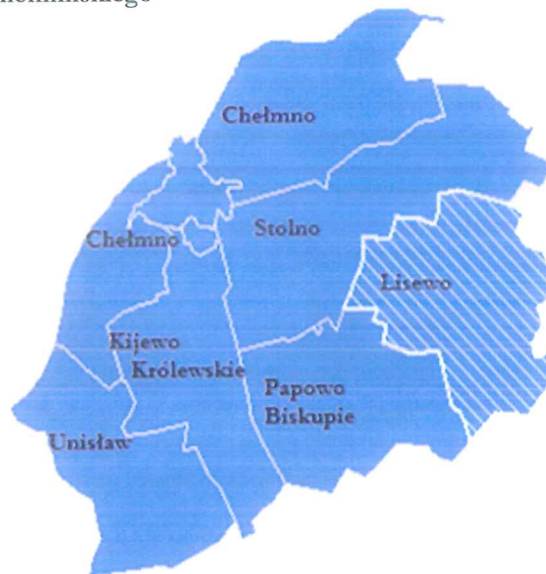 Chełmno
Chełmno
Stolno
Lisewo
Kijewo
Królewskie
Papowo
Biskupie
Unisław